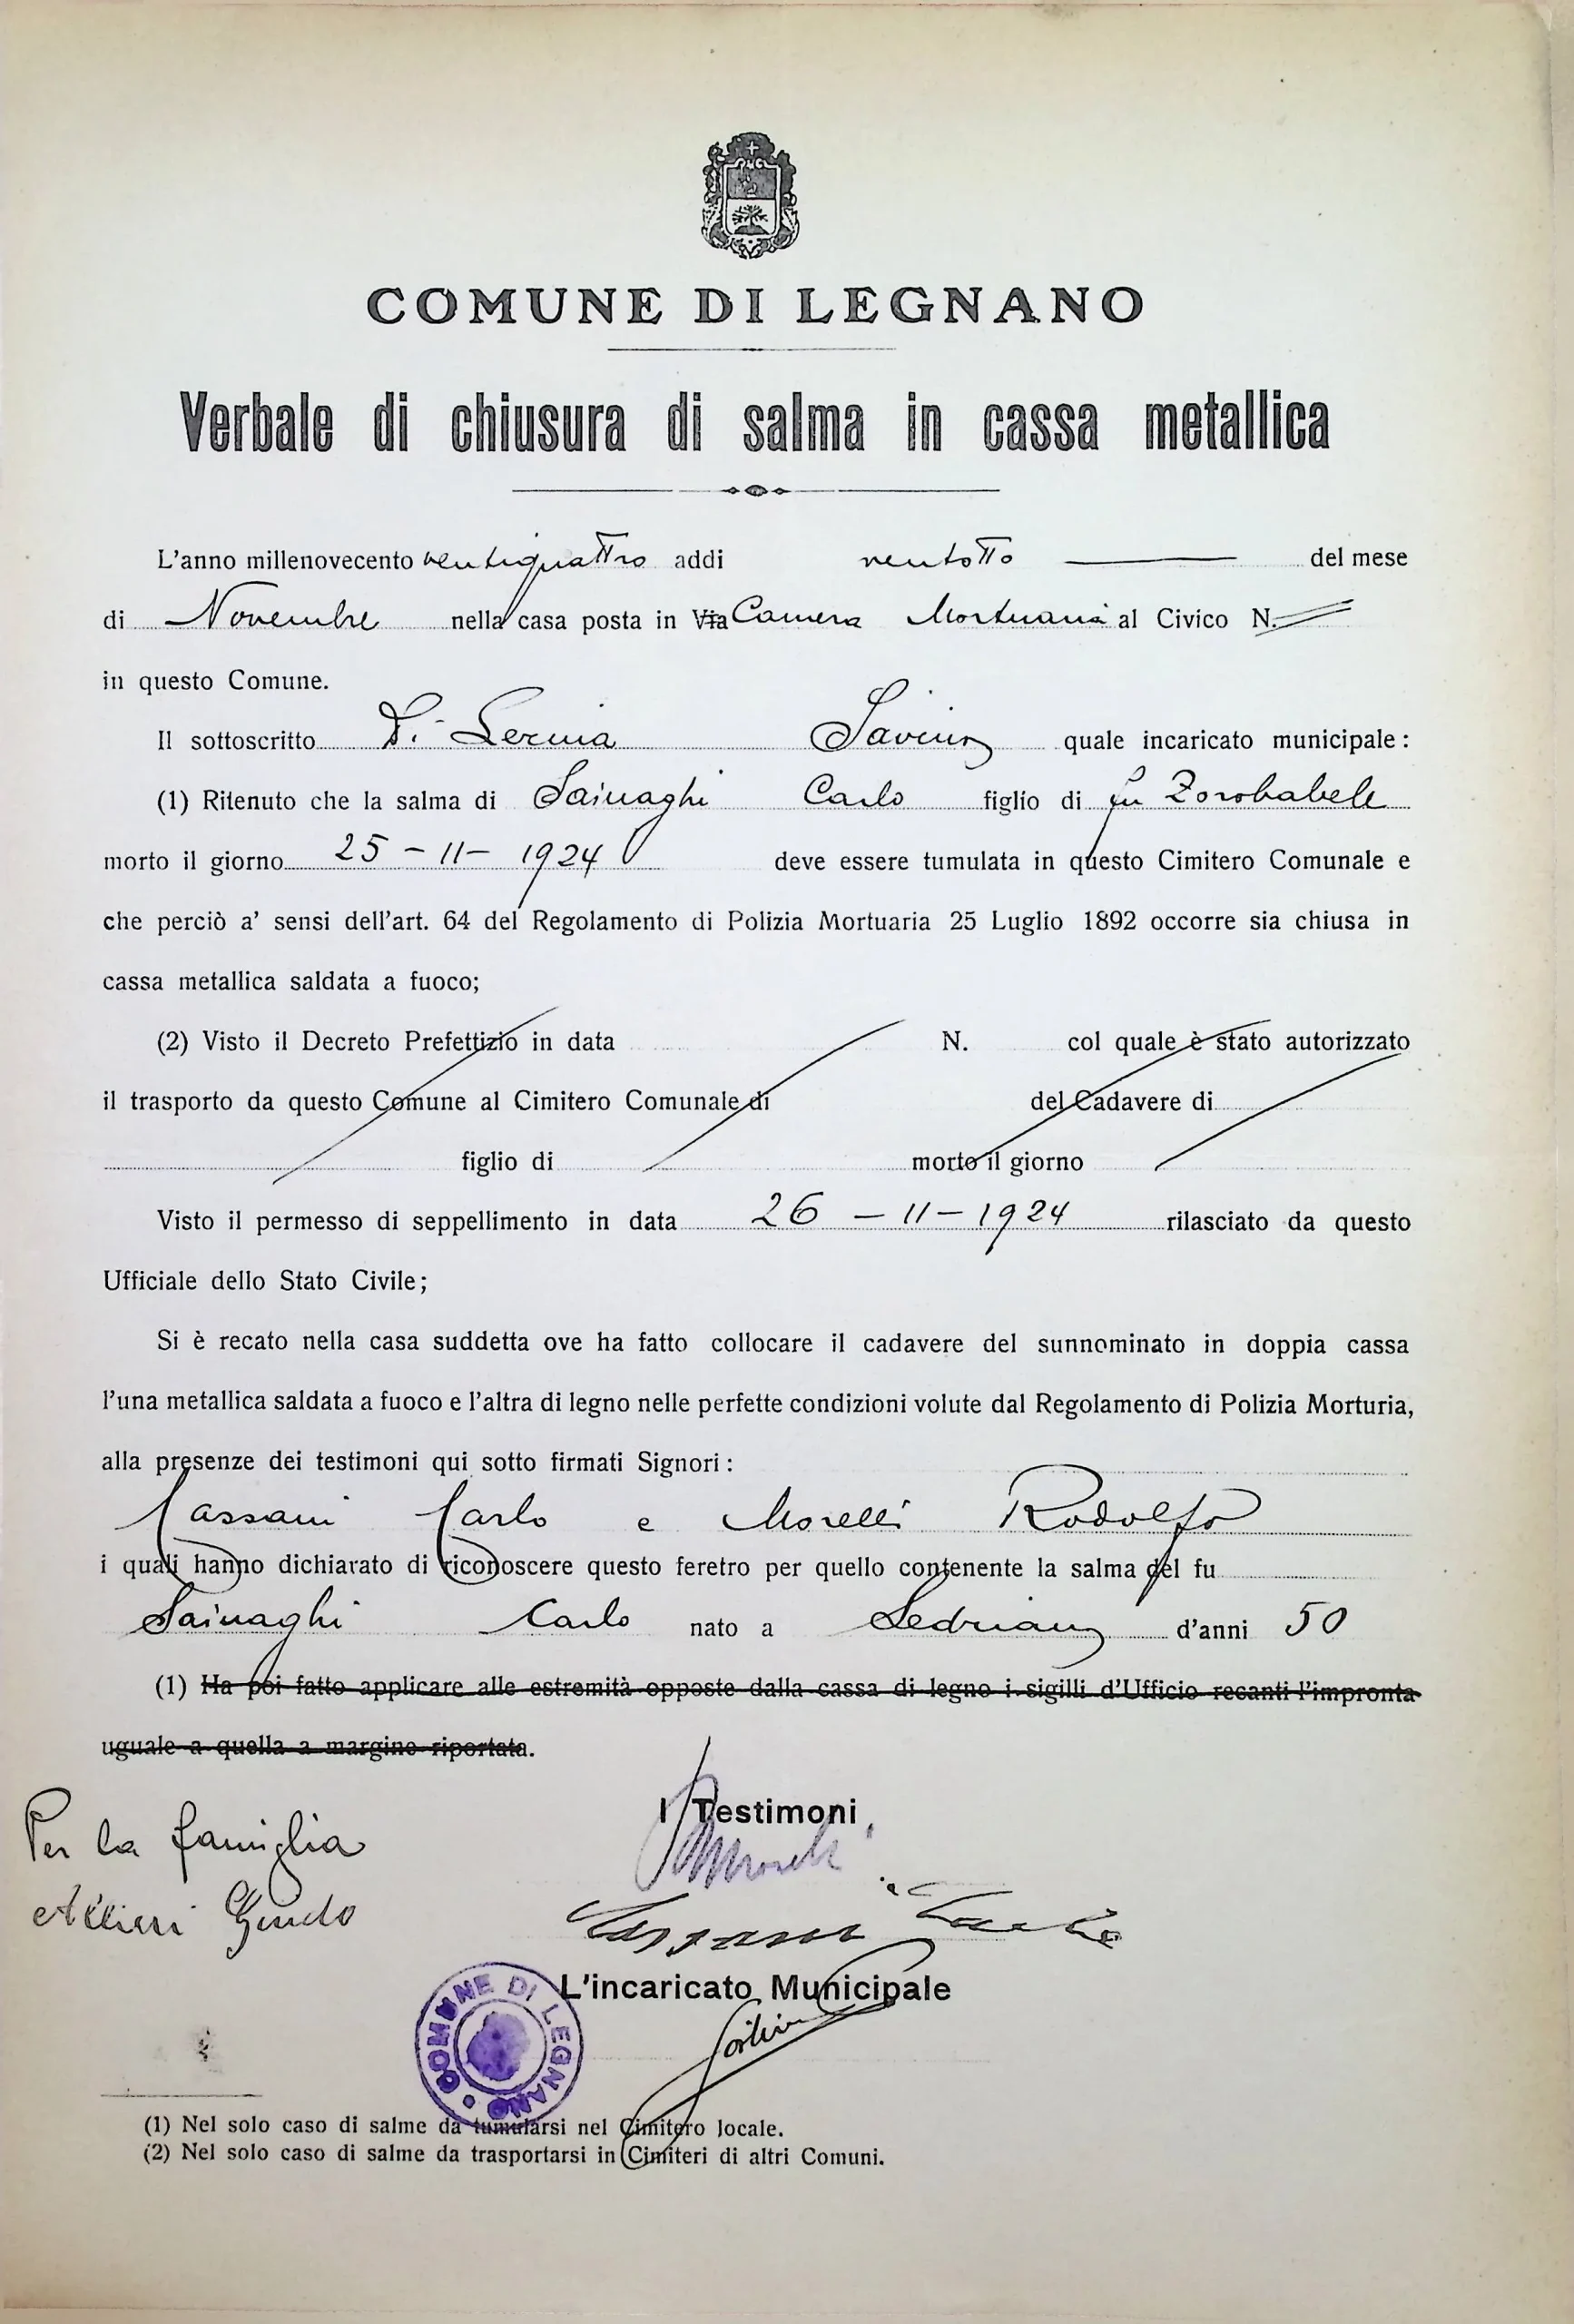 COMUNE DI LEGNANO
Verbale di chiusura di salma in cassa metallica
L'anno millenovecento ventiquattro addi ventotto del mese
di Novembre nella casa posta in Via Camera Mortuaria al Civico N.
in questo Comune.
Il sottoscritto Di Lernia Savino quale incaricato municipale:
(1) Ritenuto che la salma di Sainaghi Carlo figlio di fu Zorobabele
morto il giorno 25 - 11 - 1924 deve essere tumulata in questo Cimitero Comunale e
che perciò a' sensi dell'art. 64 del Regolamento di Polizia Mortuaria 25 Luglio 1892 occorre sia chiusa in
cassa metallica saldata a fuoco;
(2) Visto il Decreto Prefettizio in data N. col quale è stato autorizzato
il trasporto da questo Comune al Cimitero Comunale di del Cadavere di
figlio di morto il giorno
Visto il permesso di seppellimento in data 26 - 11 - 1924 rilasciato da questo
Ufficiale dello Stato Civile;
Si è recato nella casa suddetta ove ha fatto collocare il cadavere del sunnominato in doppia cassa
l'una metallica saldata a fuoco e l'altra di legno nelle perfette condizioni volute dal Regolamento di Polizia Morturia,
alla presenze dei testimoni qui sotto firmati Signori:
Cassani Carlo e Morelli Rodolfo
i quali hanno dichiarato di riconoscere questo feretro per quello contenente la salma del fu
Sainaghi Carlo nato a Sedriano d'anni 50
(1) Ha poi fatto applicare alle estremità opposte dalla cassa di legno i sigilli d'Ufficio recanti l'impronta
uguale a quella a margine riportata.
I Testimoni
Per la famiglia
Allieri Guido
Cassani Carlo
L'incaricato Municipale
COMUNE DI LEGNANO
(1) Nel solo caso di salme da tumularsi nel Cimitero locale.
(2) Nel solo caso di salme da trasportarsi in Cimiteri di altri Comuni.